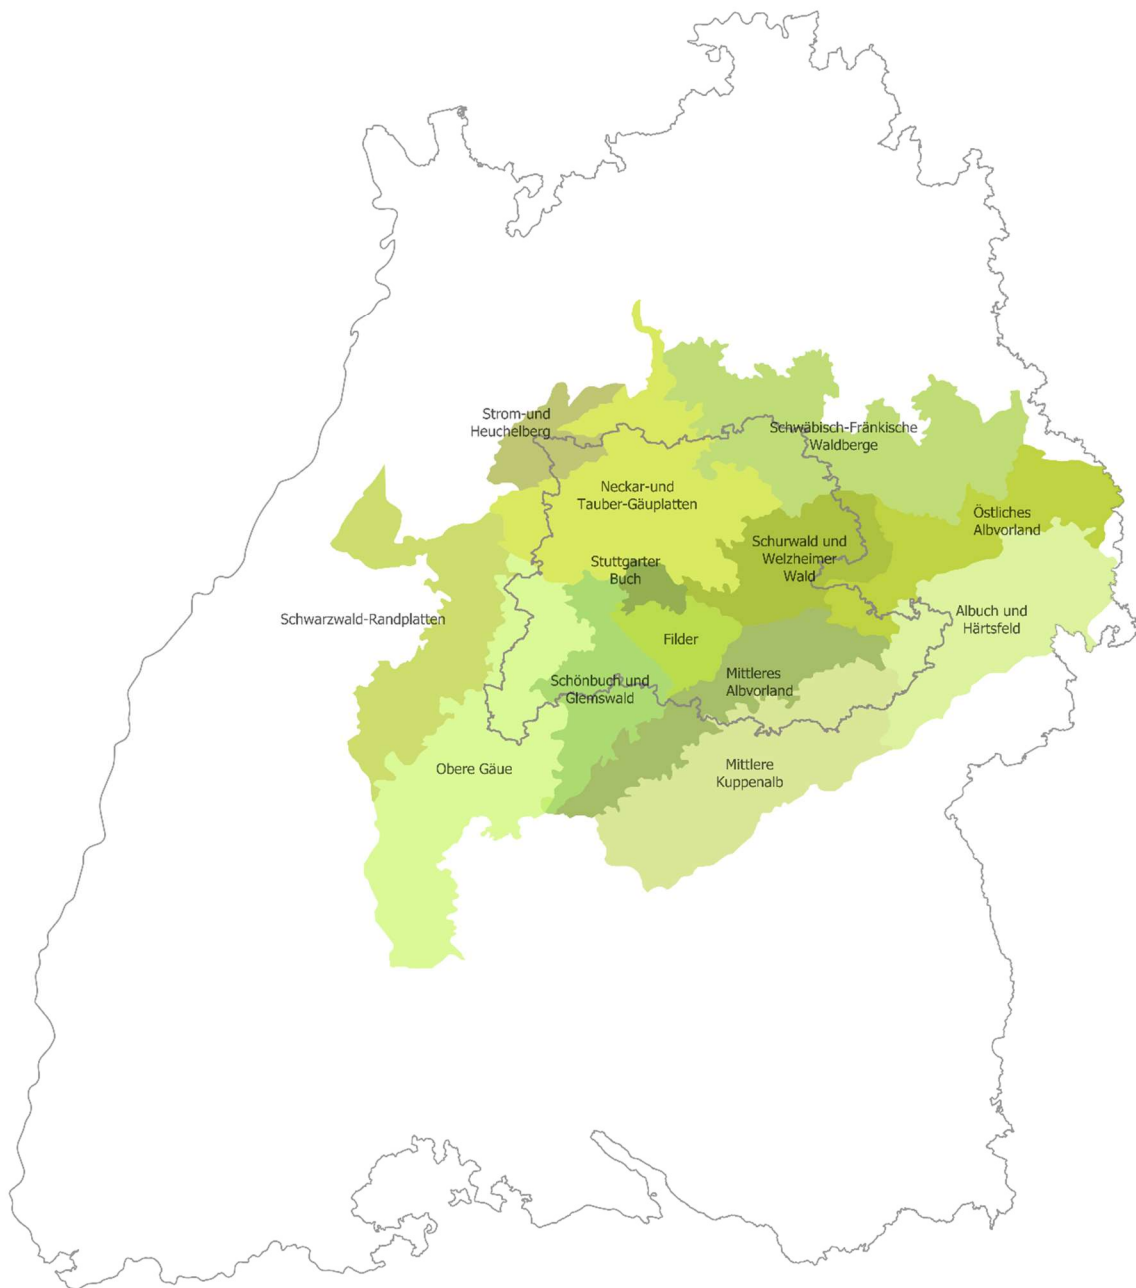 Strom-und
Heuchelberg
Schwäbisch-Fränkische
Waldberge
Neckar-und
Tauber-Gäuplatten
Östliches
Albvorland
Schurwald und
Welzheimer
Wald
Stuttgarter
Buch
Schwarzwald-Randplatten
Albuch und
Härtsfeld
Filder
Mittleres
Albvorland
Schönbuch und
Glemswald
Obere Gäue
Mittlere
Kuppenalb